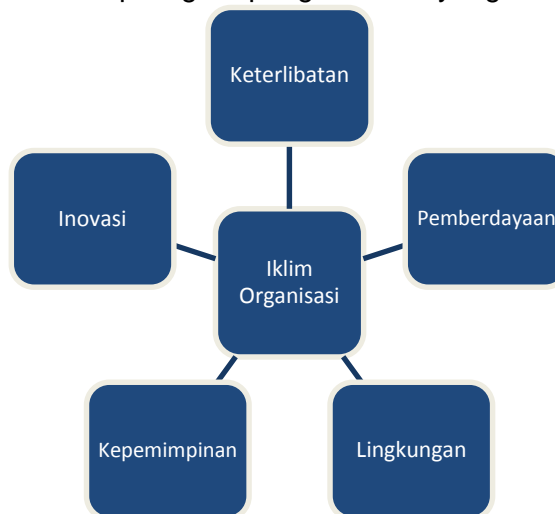 Keterlibatan
Inovasi
Pemberdayaan
Iklim
Organisasi
Kepemimpinan
Lingkungan